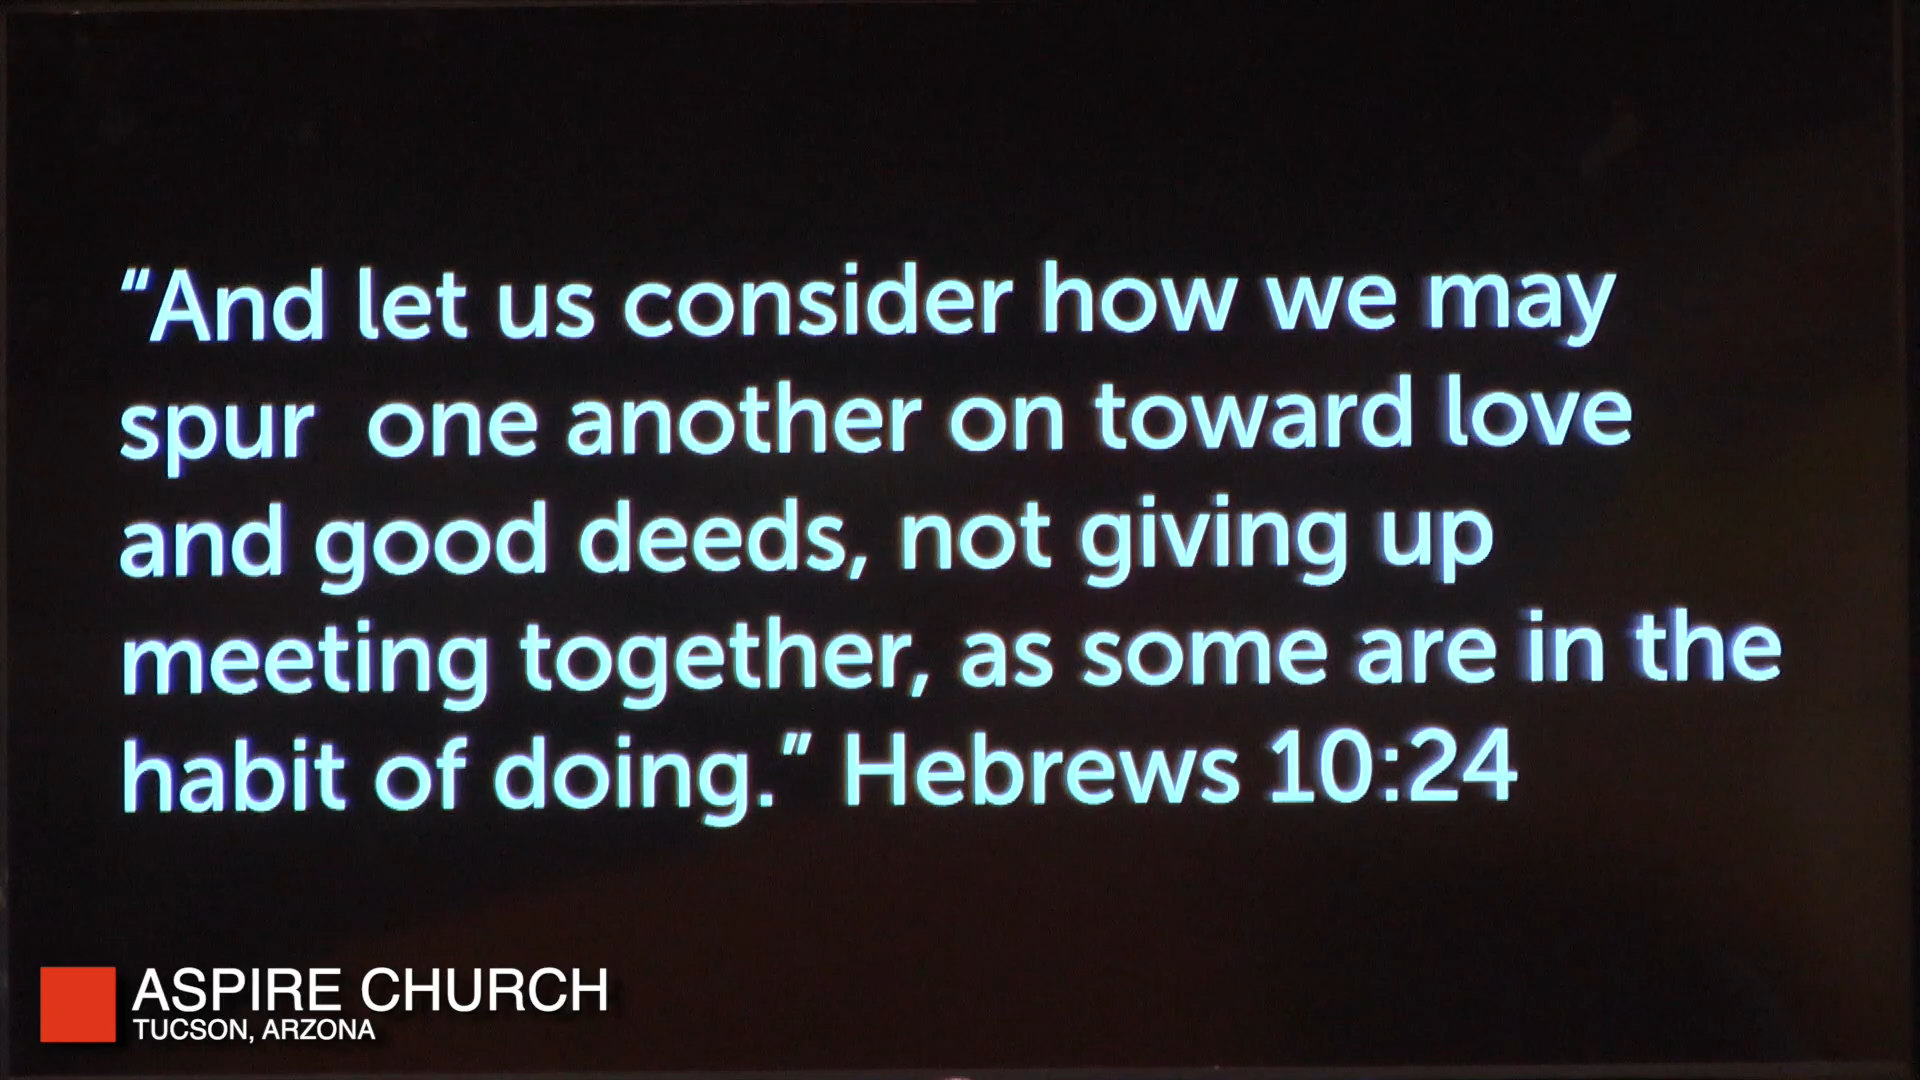 “And let us consider how we may
spur  one another on toward love
and good deeds, not giving up
meeting together, as some are in the
habit of doing.” Hebrews 10:24
ASPIRE CHURCH
TUCSON, ARZONA